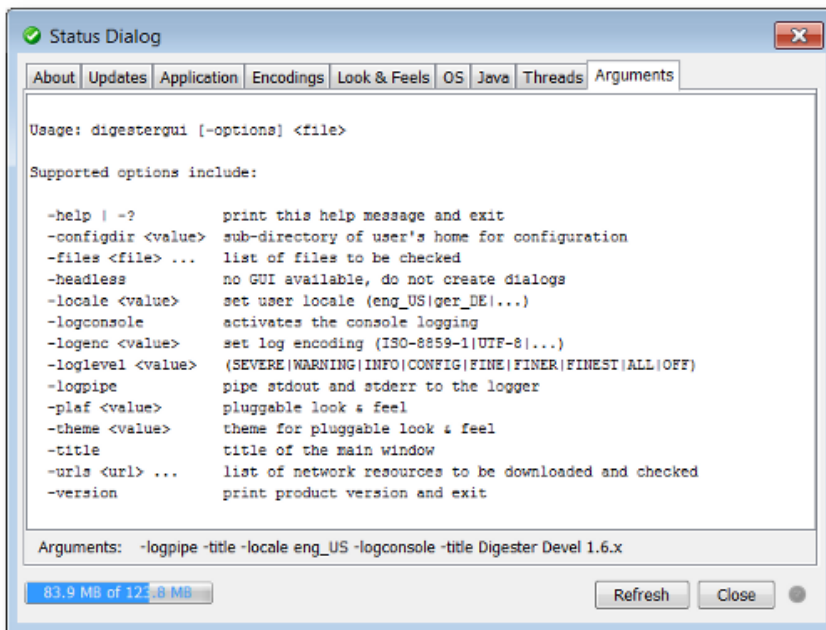 Status Dialog
About Updates Application Encodings Look & Feels OS Java Threads Arguments
Usage: digestergui [-options] <file>
Supported options include:
-help | -? print this help message and exit
-configdir <value> sub-directory of user's home for configuration
-files <file> ... list of files to be checked
-headless no GUI available, do not create dialogs
-locale <value> set user locale (eng_US|ger_DE|...)
-logconsole activates the console logging
-logenc <value> set log encoding (ISO-8859-1|UTF-8|...)
-loglevel <value> (SEVERE|WARNING|INFO|CONFIG|FINE|FINER|FINEST|ALL|OFF)
-logpipe pipe stdout and stderr to the logger
-plaf <value> pluggable look & feel
-theme <value> theme for pluggable look & feel
-title title of the main window
-urls <url> ... list of network resources to be downloaded and checked
-version print product version and exit
Arguments: -logpipe -title -locale eng_US -logconsole -title Digester Devel 1.6.x
83.9 MB of 123.8 MB Refresh Close